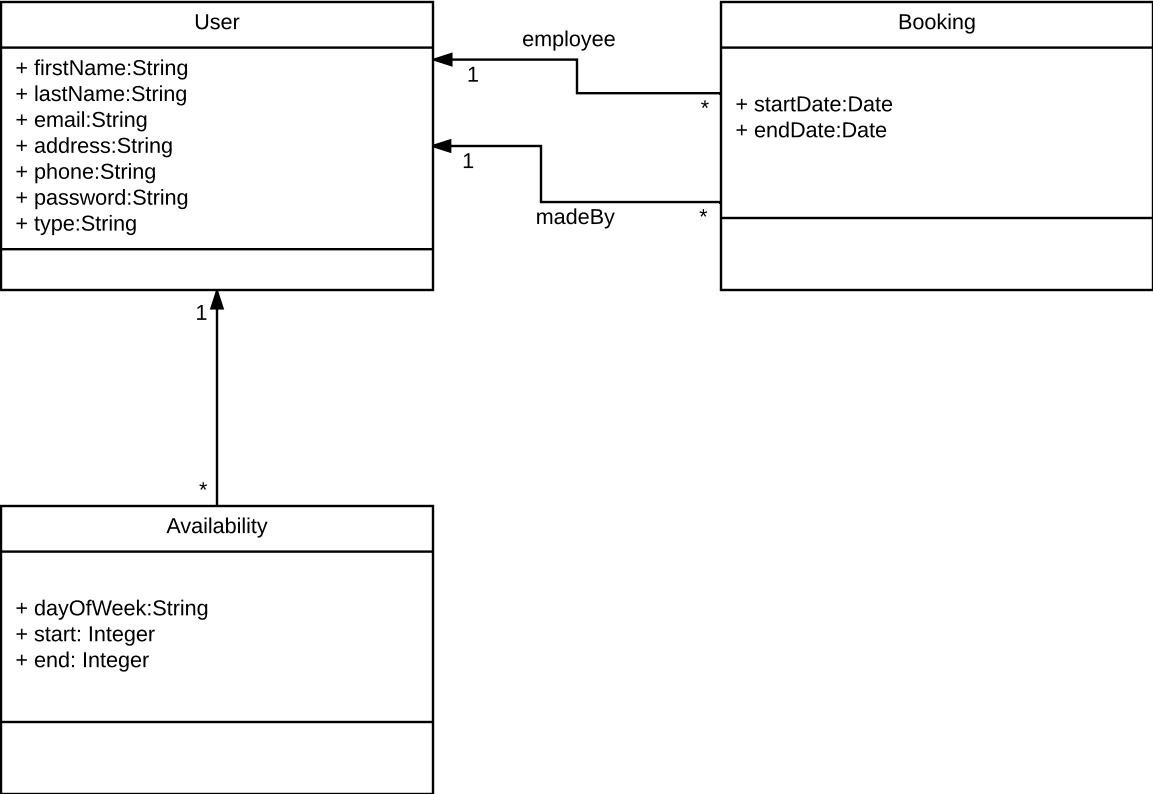 User
+ firstName:String
+ lastName:String
+ email:String
+ address:String
+ phone:String
+ password:String
+ type:String
employee
1
*
1
madeBy
*
Booking
+ startDate:Date
+ endDate:Date
1
*
Availability
+ dayOfWeek:String
+ start: Integer
+ end: Integer